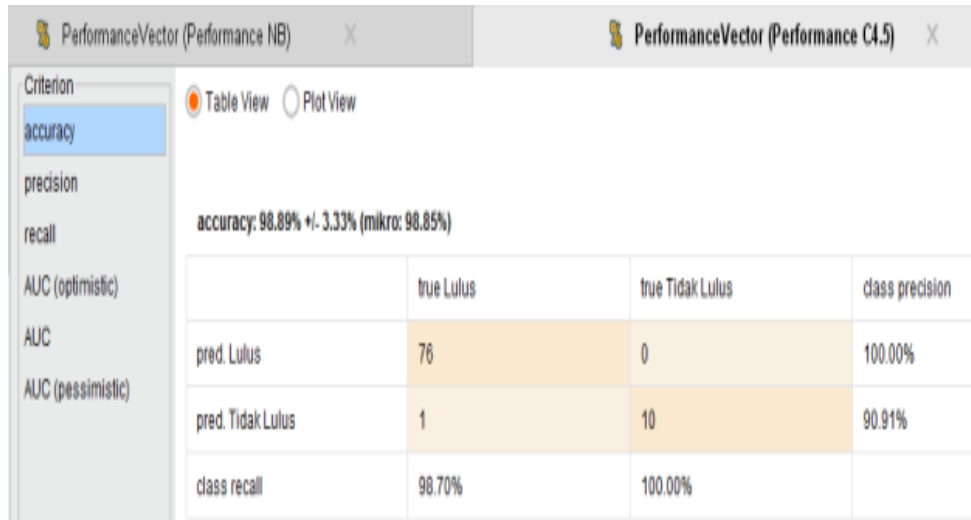 PerformanceVector (Performance NB)
PerformanceVector (Performance C4.5)
Criterion
accuracy
precision
recall
AUC (optimistic)
AUC
AUC (pessimistic)
Table View
Plot View
accuracy: 98.89% +/- 3.33% (mikro: 98.85%)
true Lulus true Tidak Lulus class precision
pred. Lulus 76 0 100.00%
pred. Tidak Lulus 1 10 90.91%
class recall 98.70% 100.00%